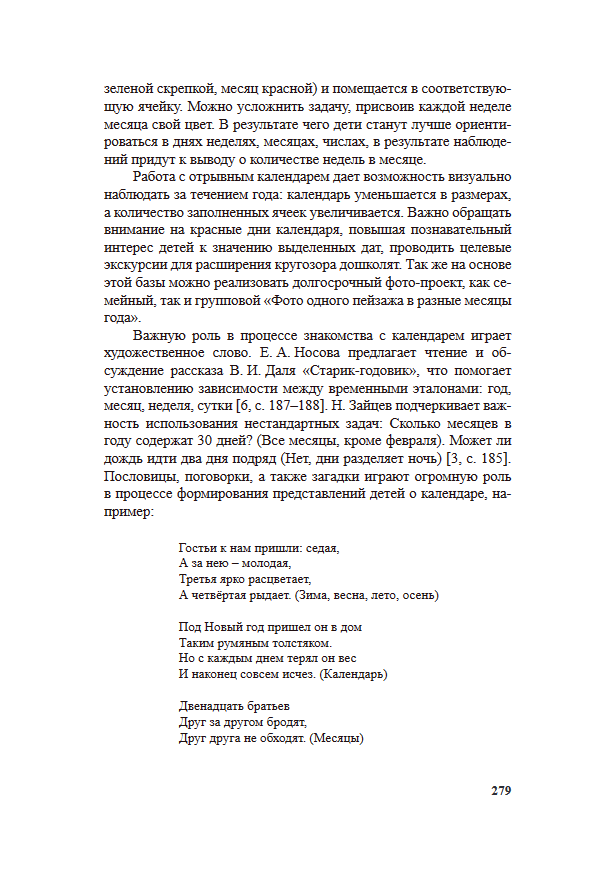 зеленой скрепкой, месяц красной) и помещается в соответствую-
щую ячейку. Можно усложнить задачу, присвоив каждой неделе
месяца свой цвет. В результате чего дети станут лучше ориенти-
роваться в днях неделях, месяцах, числах, в результате наблюде-
ний придут к выводу о количестве недель в месяце.
Работа с отрывным календарем дает возможность визуально
наблюдать за течением года: календарь уменьшается в размерах,
а количество заполненных ячеек увеличивается. Важно обращать
внимание на красные дни календаря, повышая познавательный
интерес детей к значению выделенных дат, проводить целевые
экскурсии для расширения кругозора дошколят. Так же на основе
этой базы можно реализовать долгосрочный фото-проект, как се-
мейный, так и групповой «Фото одного пейзажа в разные месяцы
года».
Важную роль в процессе знакомства с календарем играет
художественное слово. Е. А. Носова предлагает чтение и об-
суждение рассказа В. И. Даля «Старик-годовик», что помогает
установлению зависимости между временными эталонами: год,
месяц, неделя, сутки [6, с. 187–188]. Н. Зайцев подчеркивает важ-
ность использования нестандартных задач: Сколько месяцев в
году содержат 30 дней? (Все месяцы, кроме февраля). Может ли
дождь идти два дня подряд (Нет, дни разделяет ночь) [3, с. 185].
Пословицы, поговорки, а также загадки играют огромную роль
в процессе формирования представлений детей о календаре, на-
пример:
Гостьи к нам пришли: седая,
А за нею – молодая,
Третья ярко расцветает,
А четвёртая рыдает. (Зима, весна, лето, осень)
Под Новый год пришел он в дом
Таким румяным толстяком.
Но с каждым днем терял он вес
И наконец совсем исчез. (Календарь)
Двенадцать братьев
Друг за другом бродят,
Друг друга не обходят. (Месяцы)
279